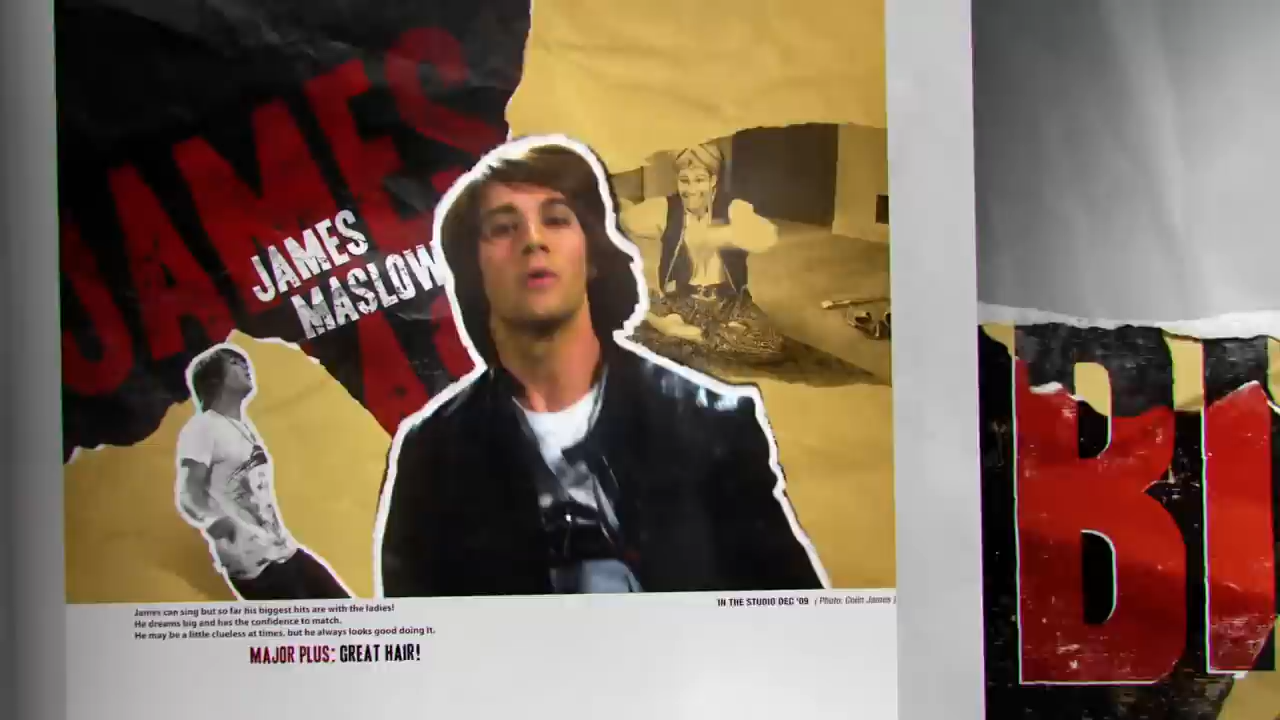 JAMES
JAMES
MASLOW
James can sing but so far his biggest hits are with the ladies!
He dreams big and has the confidence to match.
He may be a little clueless at times, but he always looks good doing it.
MAJOR PLUS: GREAT HAIR!
IN THE STUDIO DEC '09 ( Photo: Colin James )